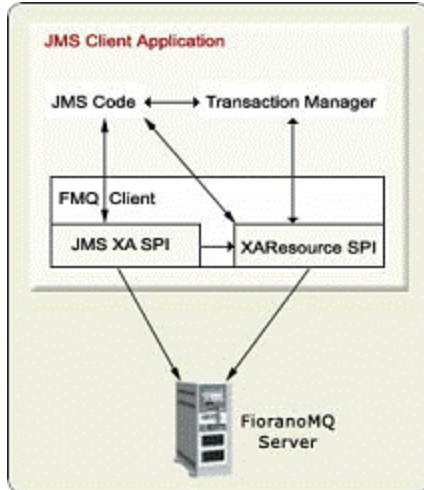 JMS Client Application
JMS Code
Transaction Manager
FMQ Client
JMS XA SPI
XAResource SPI
FioranoMQ
Server